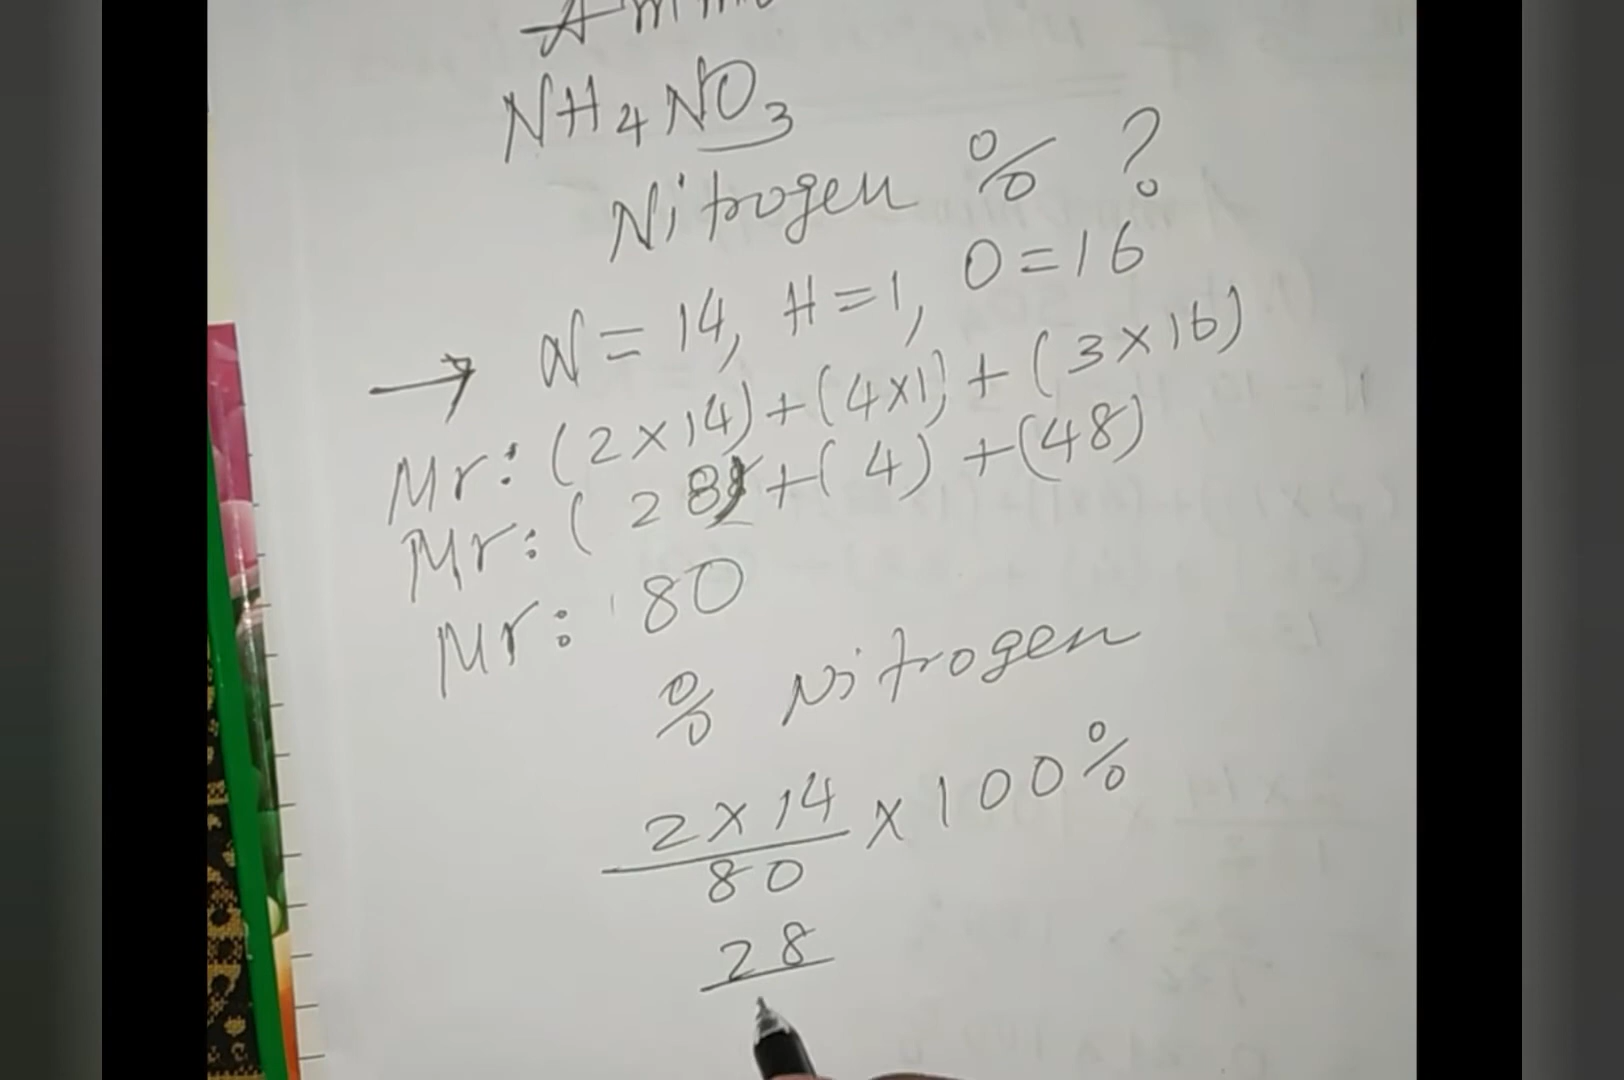 NH4NO3
Nitrogen % ?
→ N = 14, H = 1, O = 16
Mr: (2 × 14) + (4×1) + (3 × 16)
Mr: (28) + (4) + (48)
Mr: 80
% Nitrogen
2 × 14 / 80 × 100%
28